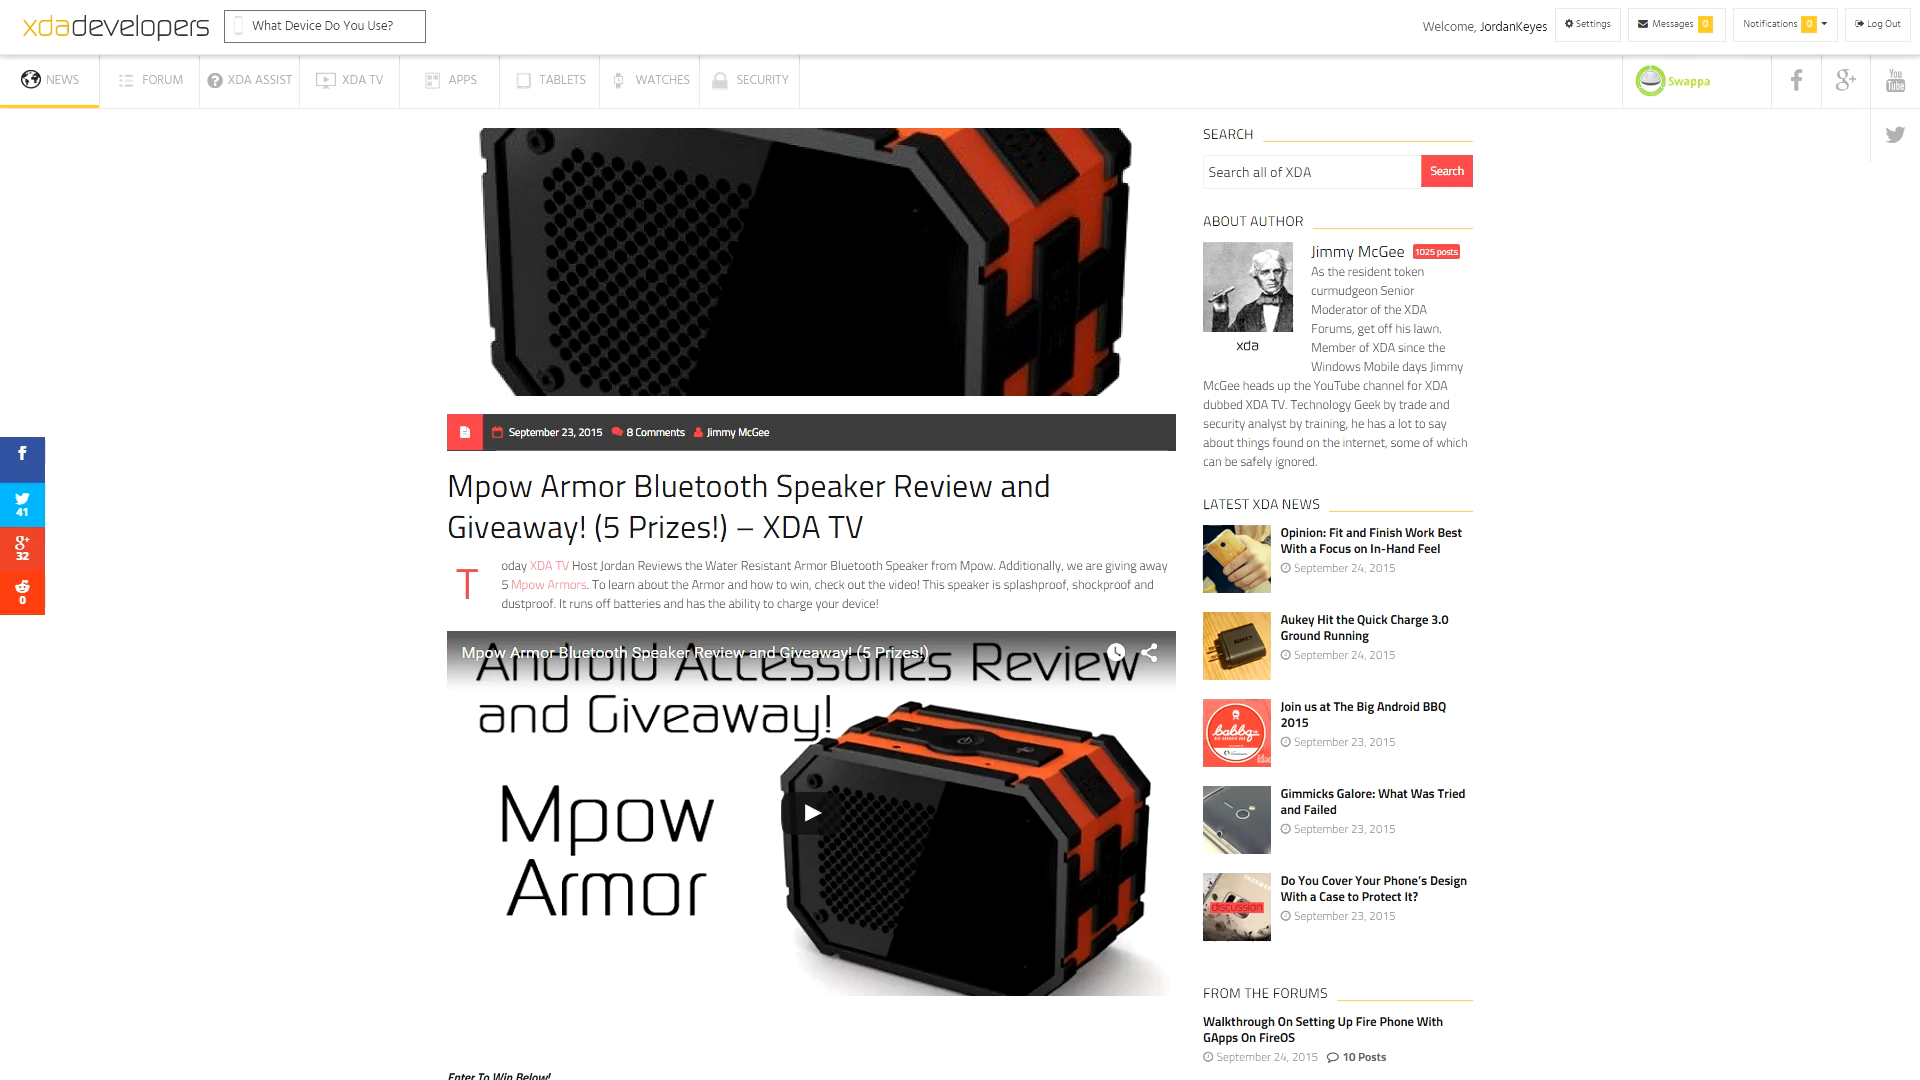 xdadevelopers
What Device Do You Use?
Welcome, JordanKeyes
Settings
Messages 0
Notifications 0
Log Out
NEWS
FORUM
XDA ASSIST
XDA TV
APPS
TABLETS
WATCHES
SECURITY
Swappa
You
Tube
41
32
0
September 23, 2015 8 Comments Jimmy McGee
Mpow Armor Bluetooth Speaker Review and
Giveaway! (5 Prizes!) – XDA TV
Today XDA TV Host Jordan Reviews the Water Resistant Armor Bluetooth Speaker from Mpow. Additionally, we are giving away
5 Mpow Armors. To learn about the Armor and how to win, check out the video! This speaker is splashproof, shockproof and
dustproof. It runs off batteries and has the ability to charge your device!
Mpow Armor Bluetooth Speaker Review and Giveaway! (5 Prizes!)
Android Accessories Review
and Giveaway!
Mpow
Armor
Enter To Win Below!
SEARCH
Search all of XDA
Search
ABOUT AUTHOR
xda
Jimmy McGee 1025 posts
As the resident token
curmudgeon Senior
Moderator of the XDA
Forums, get off his lawn.
Member of XDA since the
Windows Mobile days Jimmy
McGee heads up the YouTube channel for XDA
dubbed XDA TV. Technology Geek by trade and
security analyst by training, he has a lot to say
about things found on the internet, some of which
can be safely ignored.
LATEST XDA NEWS
Opinion: Fit and Finish Work Best
With a Focus on In-Hand Feel
September 24, 2015
AUKEY
Aukey Hit the Quick Charge 3.0
Ground Running
September 24, 2015
babbq
Join us at The Big Android BBQ
2015
September 23, 2015
Gimmicks Galore: What Was Tried
and Failed
September 23, 2015
discussion
Do You Cover Your Phone's Design
With a Case to Protect It?
September 23, 2015
FROM THE FORUMS
Walkthrough On Setting Up Fire Phone With
GApps On FireOS
September 24, 2015 10 Posts